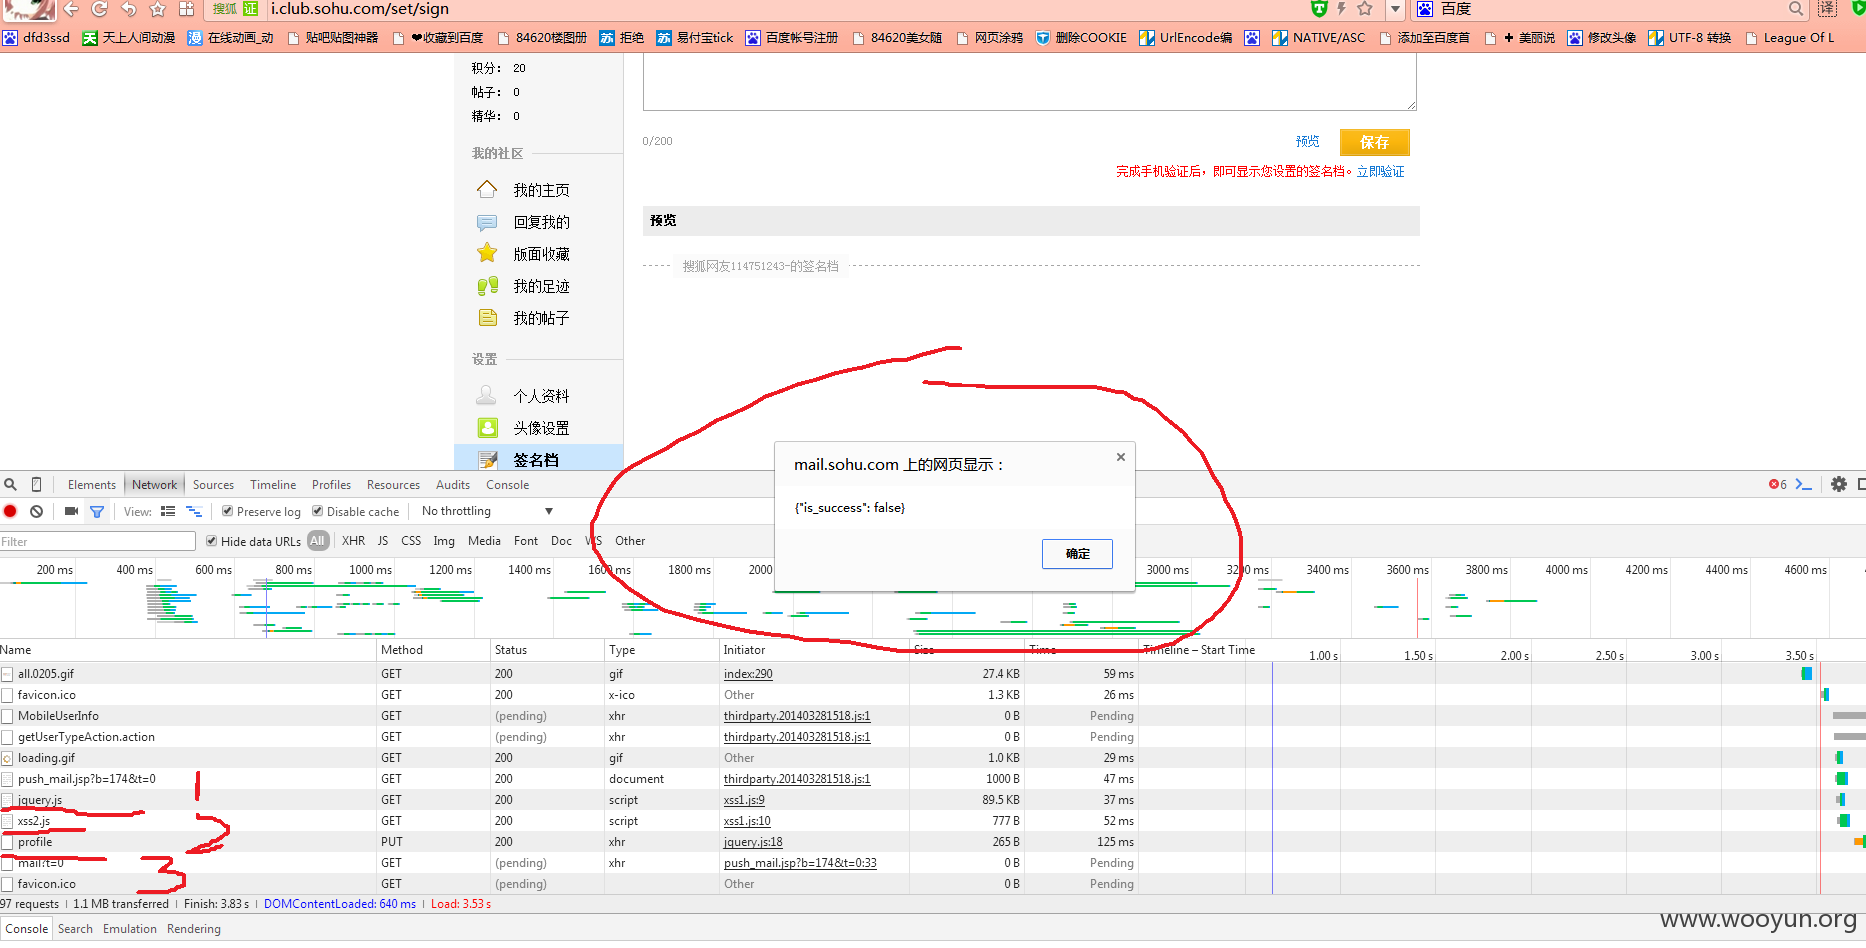 搜狐 证 i.club.sohu.com/set/sign 百度 译
dfd3ssd 天上人间动漫 在线动画_动 贴吧贴图神器 ❤收藏到百度 84620楼图册 拒绝 易付宝tick 百度帐号注册 84620美女随 网页涂鸦 删除COOKIE UrlEncode编 NATIVE/ASC 添加至百度首 + 美丽说 修改头像 UTF-8 转换 League Of L
积分： 20
帖子： 0
精华： 0
0/200 预览 保存
我的社区
完成手机验证后，即可显示您设置的签名档。立即验证
我的主页
回复我的
预览
版面收藏
搜狐网友114751243-的签名档
我的足迹
我的帖子
设置
个人资料
头像设置
签名档
mail.sohu.com 上的网页显示： ×
{"is_success": false}
确定
Elements Network Sources Timeline Profiles Resources Audits Console 6
View: Preserve log Disable cache No throttling
Filter Hide data URLs All XHR JS CSS Img Media Font Doc WS Other
200 ms 400 ms 600 ms 800 ms 1000 ms 1200 ms 1400 ms 1600 ms 1800 ms 3000 ms 3200 ms 3400 ms 3600 ms 3800 ms 4000 ms 4200 ms 4400 ms 4600 ms
Name Method Status Type Initiator Size Time Timeline – Start Time 1.00 s 1.50 s 2.00 s 2.50 s 3.00 s 3.50 s
all.0205.gif GET 200 gif index:290 27.4 KB 59 ms
favicon.ico GET 200 x-ico Other 1.3 KB 26 ms
MobileUserInfo GET (pending) xhr thirdparty.201403281518.js:1 0 B Pending
getUserTypeAction.action GET (pending) xhr thirdparty.201403281518.js:1 0 B Pending
loading.gif GET 200 gif Other 1.0 KB 29 ms
push_mail.jsp?b=174&t=0 GET 200 document thirdparty.201403281518.js:1 1000 B 47 ms
1
jquery.js GET 200 script xss1.js:9 89.5 KB 37 ms
xss2.js GET 200 script xss1.js:10 777 B 52 ms
2
profile PUT 200 xhr jquery.js:18 265 B 125 ms
mail?t=0 GET (pending) xhr push_mail.jsp?b=174&t=0:33 0 B Pending
3
favicon.ico GET (pending) Other 0 B Pending
97 requests | 1.1 MB transferred | Finish: 3.83 s | DOMContentLoaded: 640 ms | Load: 3.53 s
Console Search Emulation Rendering
www.wooyun.org